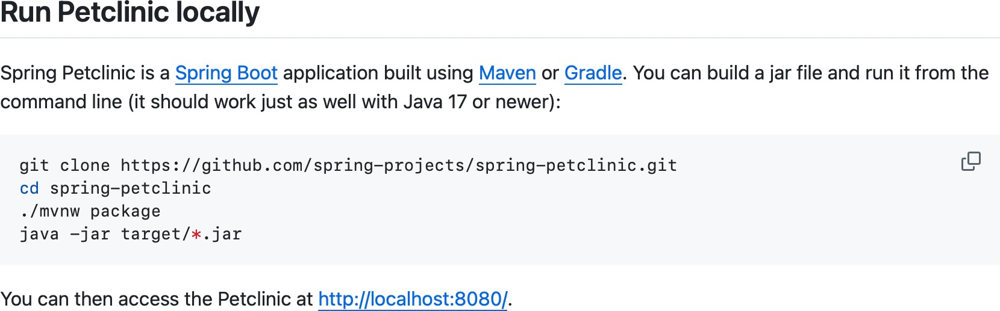 Run Petclinic locally
Spring Petclinic is a Spring Boot application built using Maven or Gradle. You can build a jar file and run it from the
command line (it should work just as well with Java 17 or newer):
git clone https://github.com/spring-projects/spring-petclinic.git
cd spring-petclinic
./mvnw package
java -jar target/*.jar
You can then access the Petclinic at http://localhost:8080/.